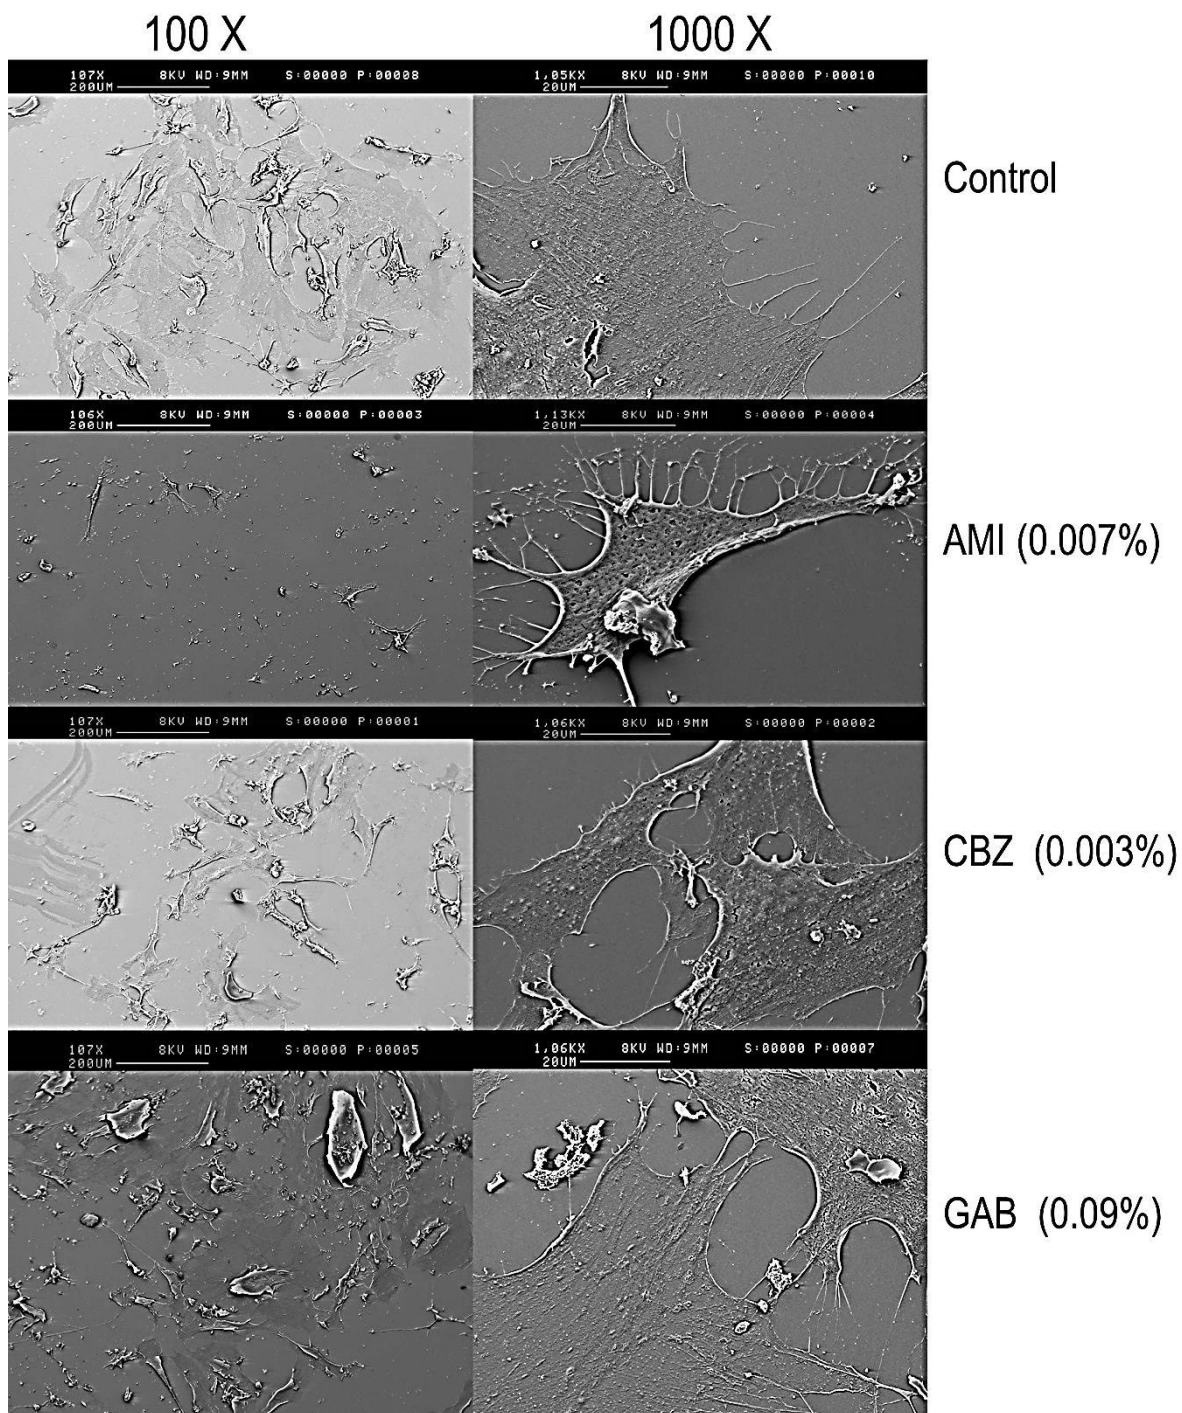 100 X
1000 X
107X 8KV WD:9MM S:00000 P:00008
200UM
1,05KX 8KV WD:9MM S:00000 P:00010
20UM
Control
106X 8KV WD:9MM S:00000 P:00003
200UM
1,13KX 8KV WD:9MM S:00000 P:00004
20UM
AMI (0.007%)
107X 8KV WD:9MM S:00000 P:00001
200UM
1,06KX 8KV WD:9MM S:00000 P:00002
20UM
CBZ (0.003%)
107X 8KV WD:9MM S:00000 P:00005
200UM
1,06KX 8KV WD:9MM S:00000 P:00007
20UM
GAB (0.09%)